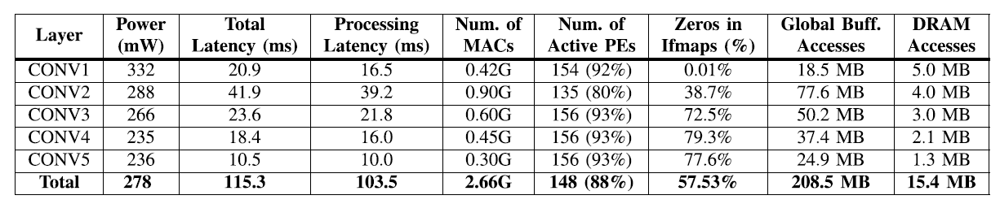 Layer Power (mW) Total Latency (ms) Processing Latency (ms) Num. of MACs Num. of Active PEs Zeros in Ifmaps (%) Global Buff. Accesses DRAM Accesses
CONV1 332 20.9 16.5 0.42G 154 (92%) 0.01% 18.5 MB 5.0 MB
CONV2 288 41.9 39.2 0.90G 135 (80%) 38.7% 77.6 MB 4.0 MB
CONV3 266 23.6 21.8 0.60G 156 (93%) 72.5% 50.2 MB 3.0 MB
CONV4 235 18.4 16.0 0.45G 156 (93%) 79.3% 37.4 MB 2.1 MB
CONV5 236 10.5 10.0 0.30G 156 (93%) 77.6% 24.9 MB 1.3 MB
Total 278 115.3 103.5 2.66G 148 (88%) 57.53% 208.5 MB 15.4 MB